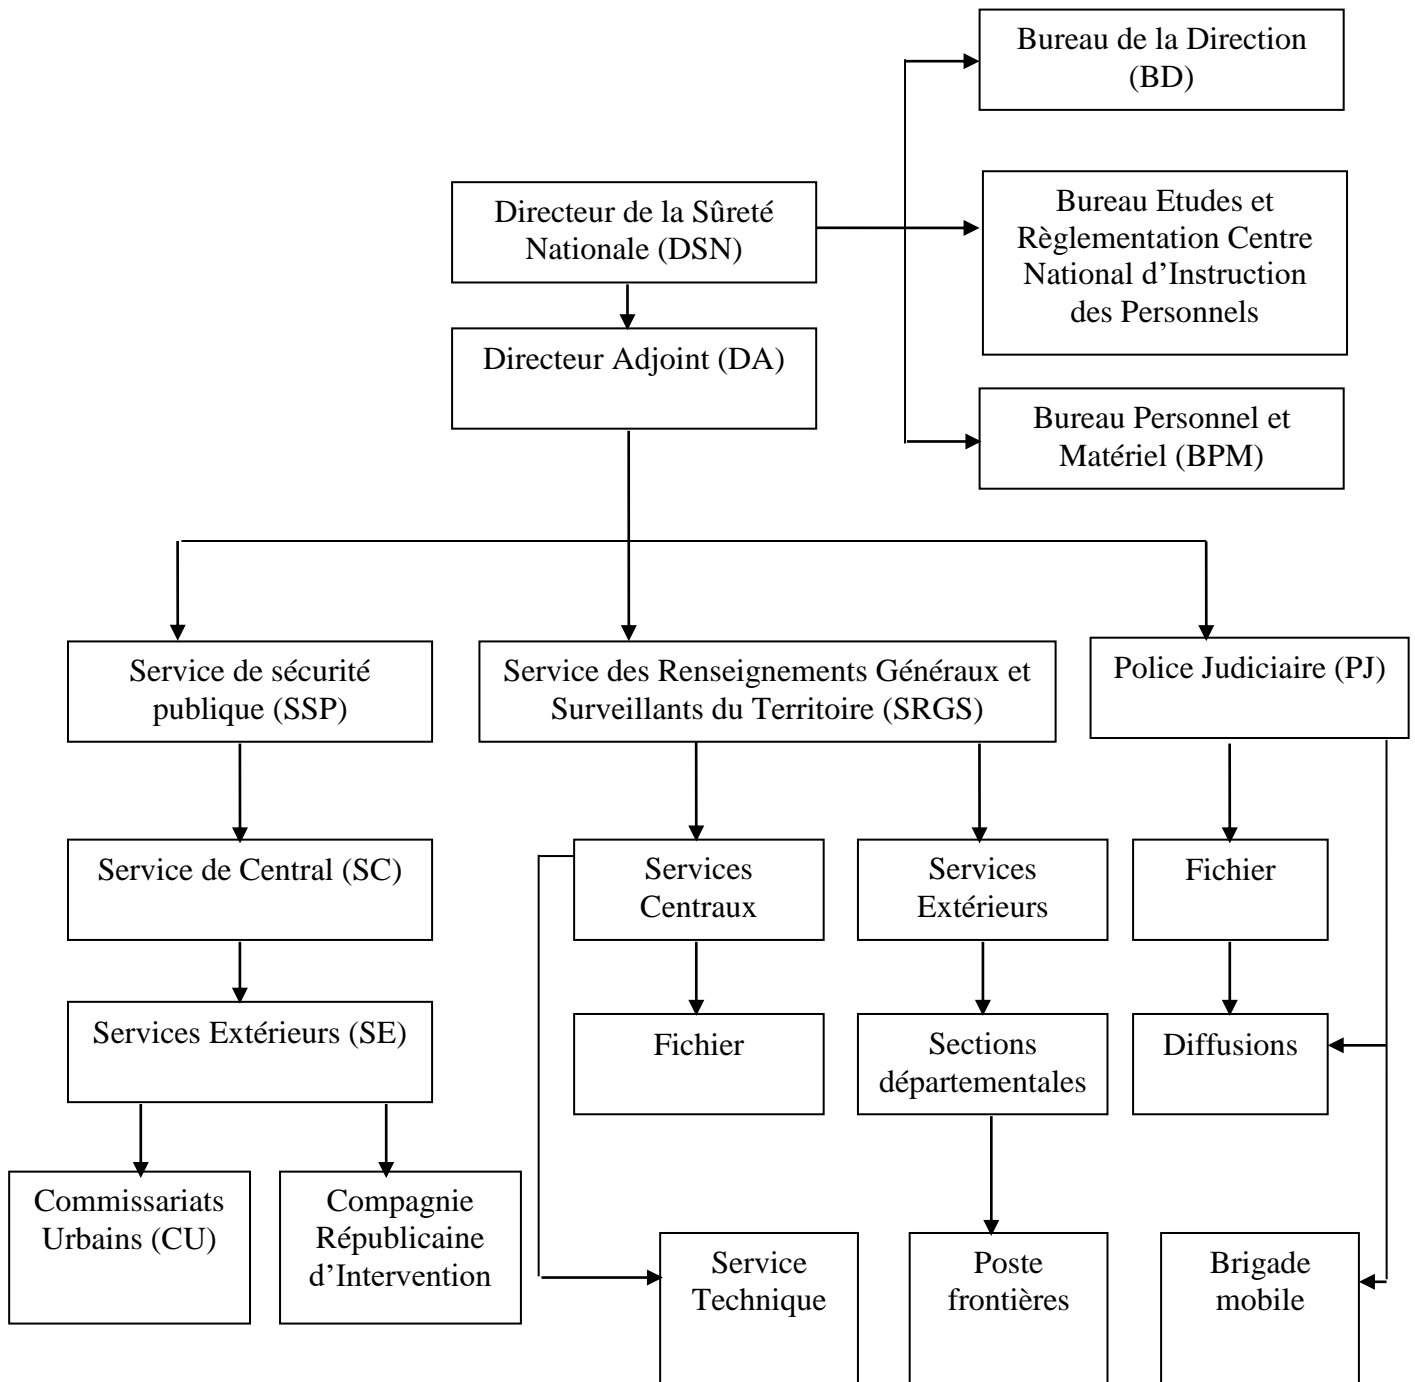 Bureau de la Direction
(BD)
Directeur de la Sûreté
Nationale (DSN)
Bureau Etudes et
Règlementation Centre
National d’Instruction
des Personnels
Directeur Adjoint (DA)
Bureau Personnel et
Matériel (BPM)
Service de sécurité
publique (SSP)
Service des Renseignements Généraux et
Surveillants du Territoire (SRGS)
Police Judiciaire (PJ)
Service de Central (SC)
Services
Centraux
Services
Extérieurs
Fichier
Services Extérieurs (SE)
Fichier
Sections
départementales
Diffusions
Commissariats
Urbains (CU)
Compagnie
Républicaine
d’Intervention
Service
Technique
Poste
frontières
Brigade
mobile